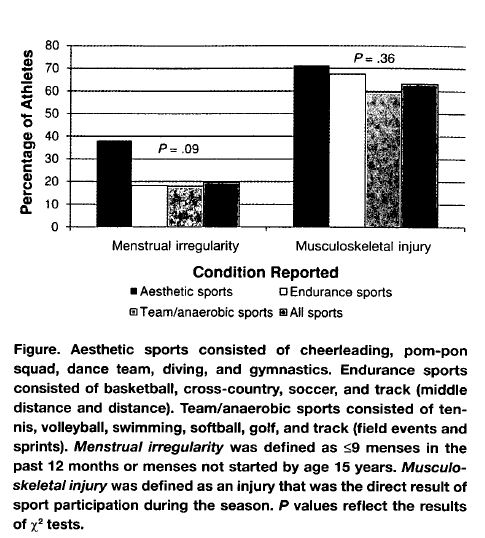 80
70
60
50
40
30
20
10
0
Percentage of Athletes
P = .09
P = .36
Menstrual irregularity
Musculoskeletal injury
Condition Reported
Aesthetic sports
Endurance sports
Team/anaerobic sports
All sports
Figure. Aesthetic sports consisted of cheerleading, pom-pon
squad, dance team, diving, and gymnastics. Endurance sports
consisted of basketball, cross-country, soccer, and track (middle
distance and distance). Team/anaerobic sports consisted of ten-
nis, volleyball, swimming, softball, golf, and track (field events and
sprints). Menstrual irregularity was defined as ≤9 menses in the
past 12 months or menses not started by age 15 years. Musculo-
skeletal injury was defined as an injury that was the direct result of
sport participation during the season. P values reflect the results
of χ² tests.